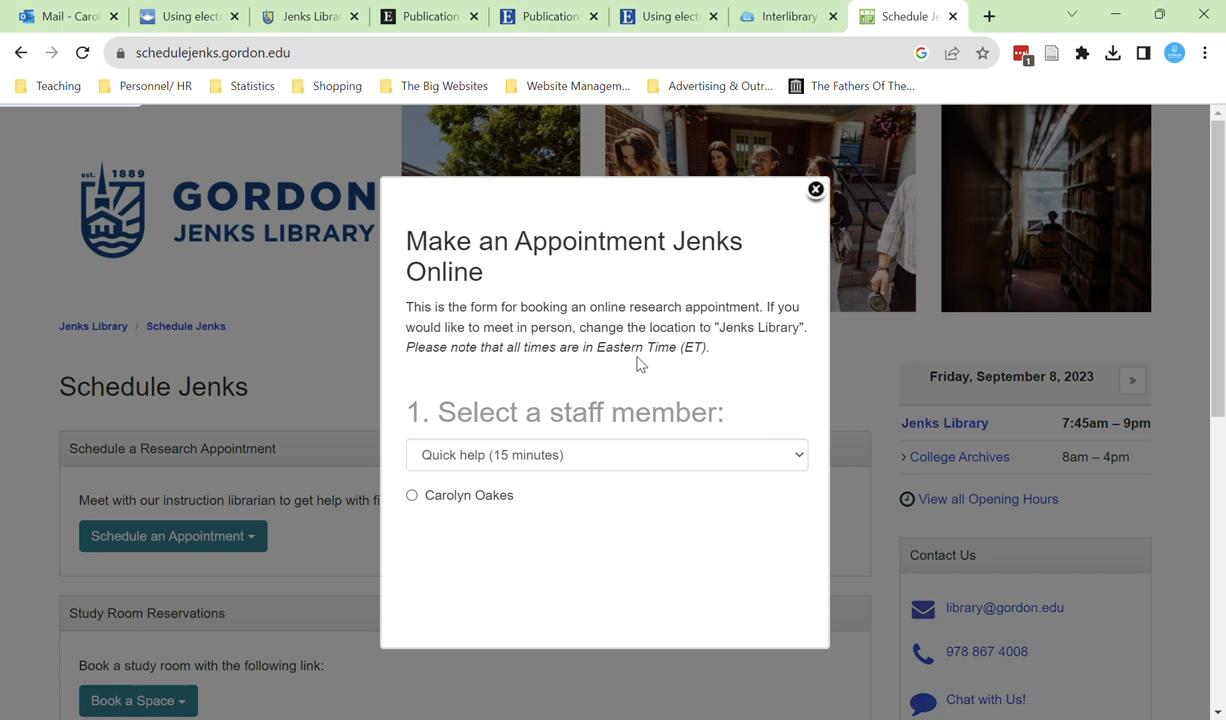 Mail - Carol
Using elect
Jenks Librar
Publication
Publication
Using elect
Interlibrary
Schedule Je
schedulejenks.gordon.edu
1
Teaching
Personnel/ HR
Statistics
Shopping
The Big Websites
Website Managem...
Advertising & Outr...
The Fathers Of The...
est. 1889
GORDON
JENKS LIBRARY
Make an Appointment Jenks
Online
This is the form for booking an online research appointment. If you
would like to meet in person, change the location to "Jenks Library".
Please note that all times are in Eastern Time (ET).
1. Select a staff member:
Quick help (15 minutes)
Carolyn Oakes
Jenks Library / Schedule Jenks
Schedule Jenks
Schedule a Research Appointment
Meet with our instruction librarian to get help with fi
Schedule an Appointment
Study Room Reservations
Book a study room with the following link:
Book a Space
Friday, September 8, 2023 »
Jenks Library 7:45am – 9pm
College Archives 8am – 4pm
View all Opening Hours
Contact Us
library@gordon.edu
978 867 4008
Chat with Us!